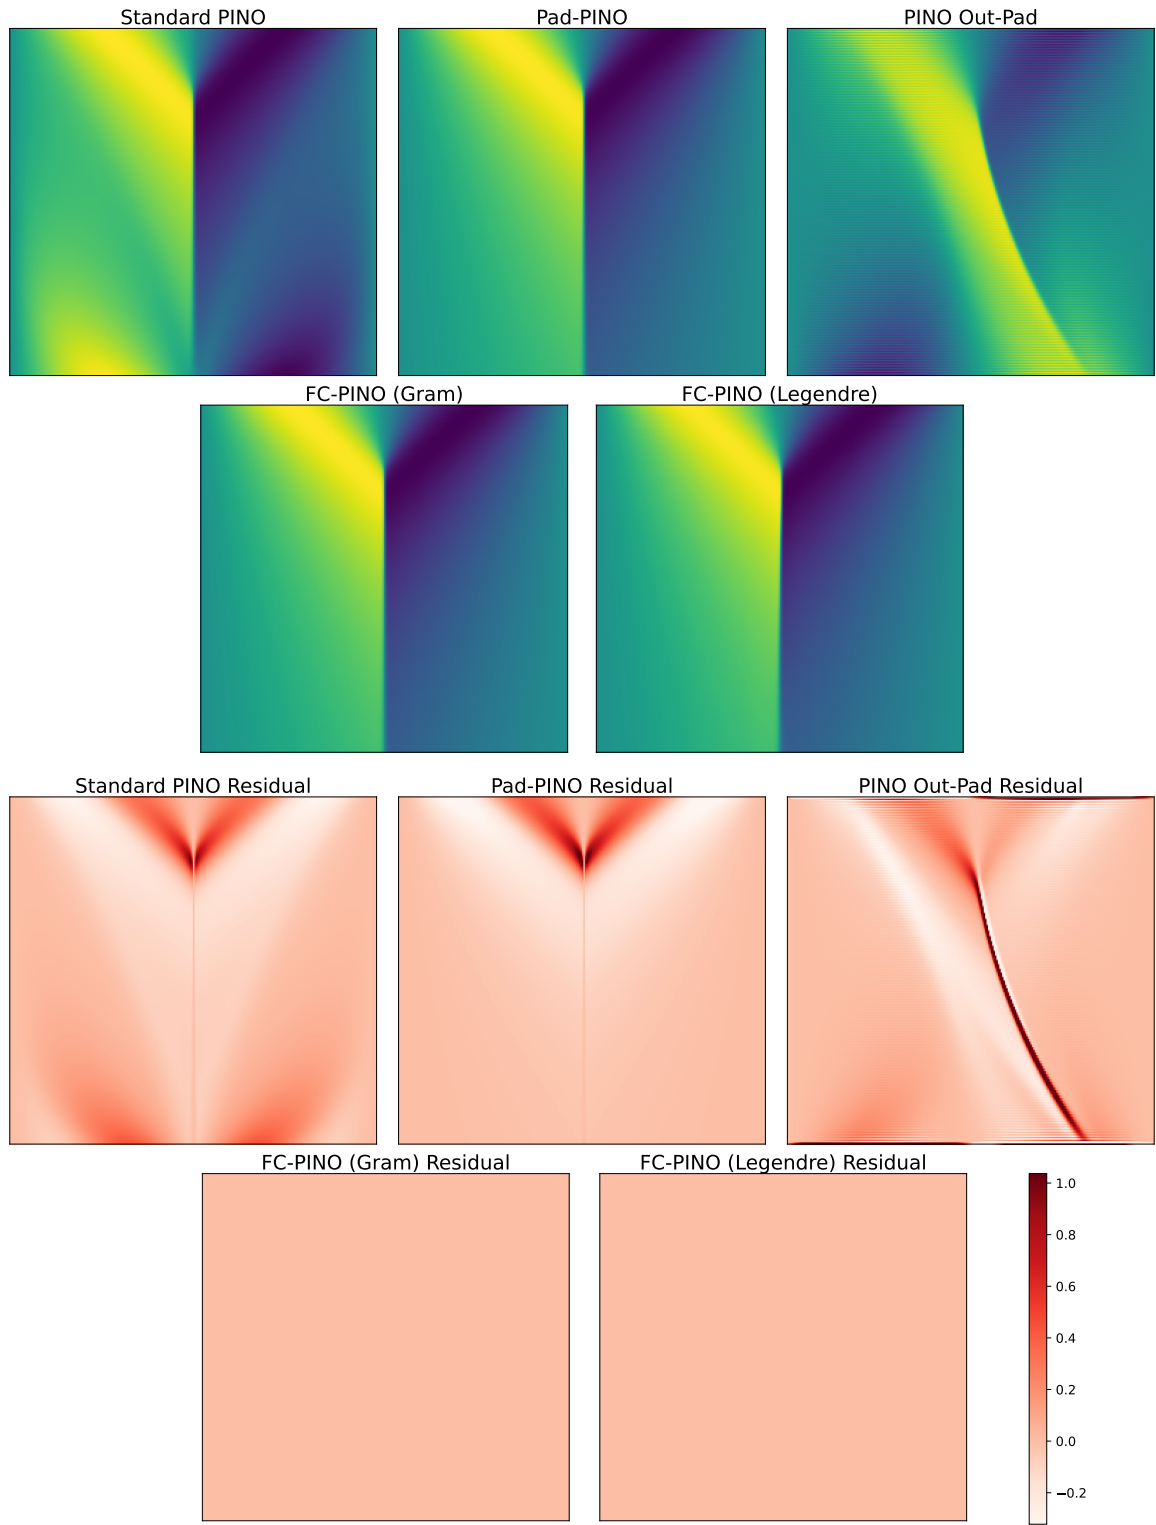 Standard PINO
Pad-PINO
PINO Out-Pad
FC-PINO (Gram)
FC-PINO (Legendre)
Standard PINO Residual
Pad-PINO Residual
PINO Out-Pad Residual
FC-PINO (Gram) Residual
FC-PINO (Legendre) Residual
1.0
0.8
0.6
0.4
0.2
0.0
−0.2